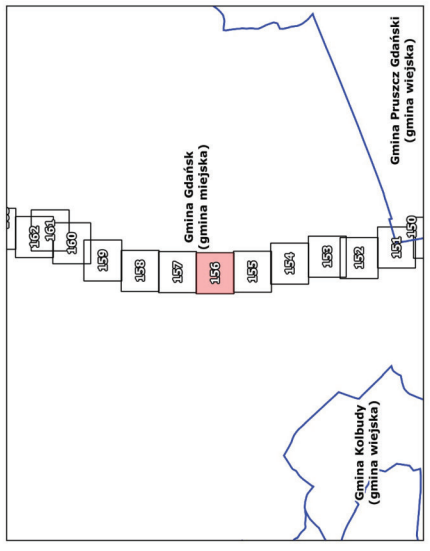 Gmina Pruszcz Gdański
(gmina wiejska)
Gmina Gdańsk
(gmina miejska)
162
161
160
159
158
157
156
155
154
153
152
151
150
Gmina Kolbudy
(gmina wiejska)